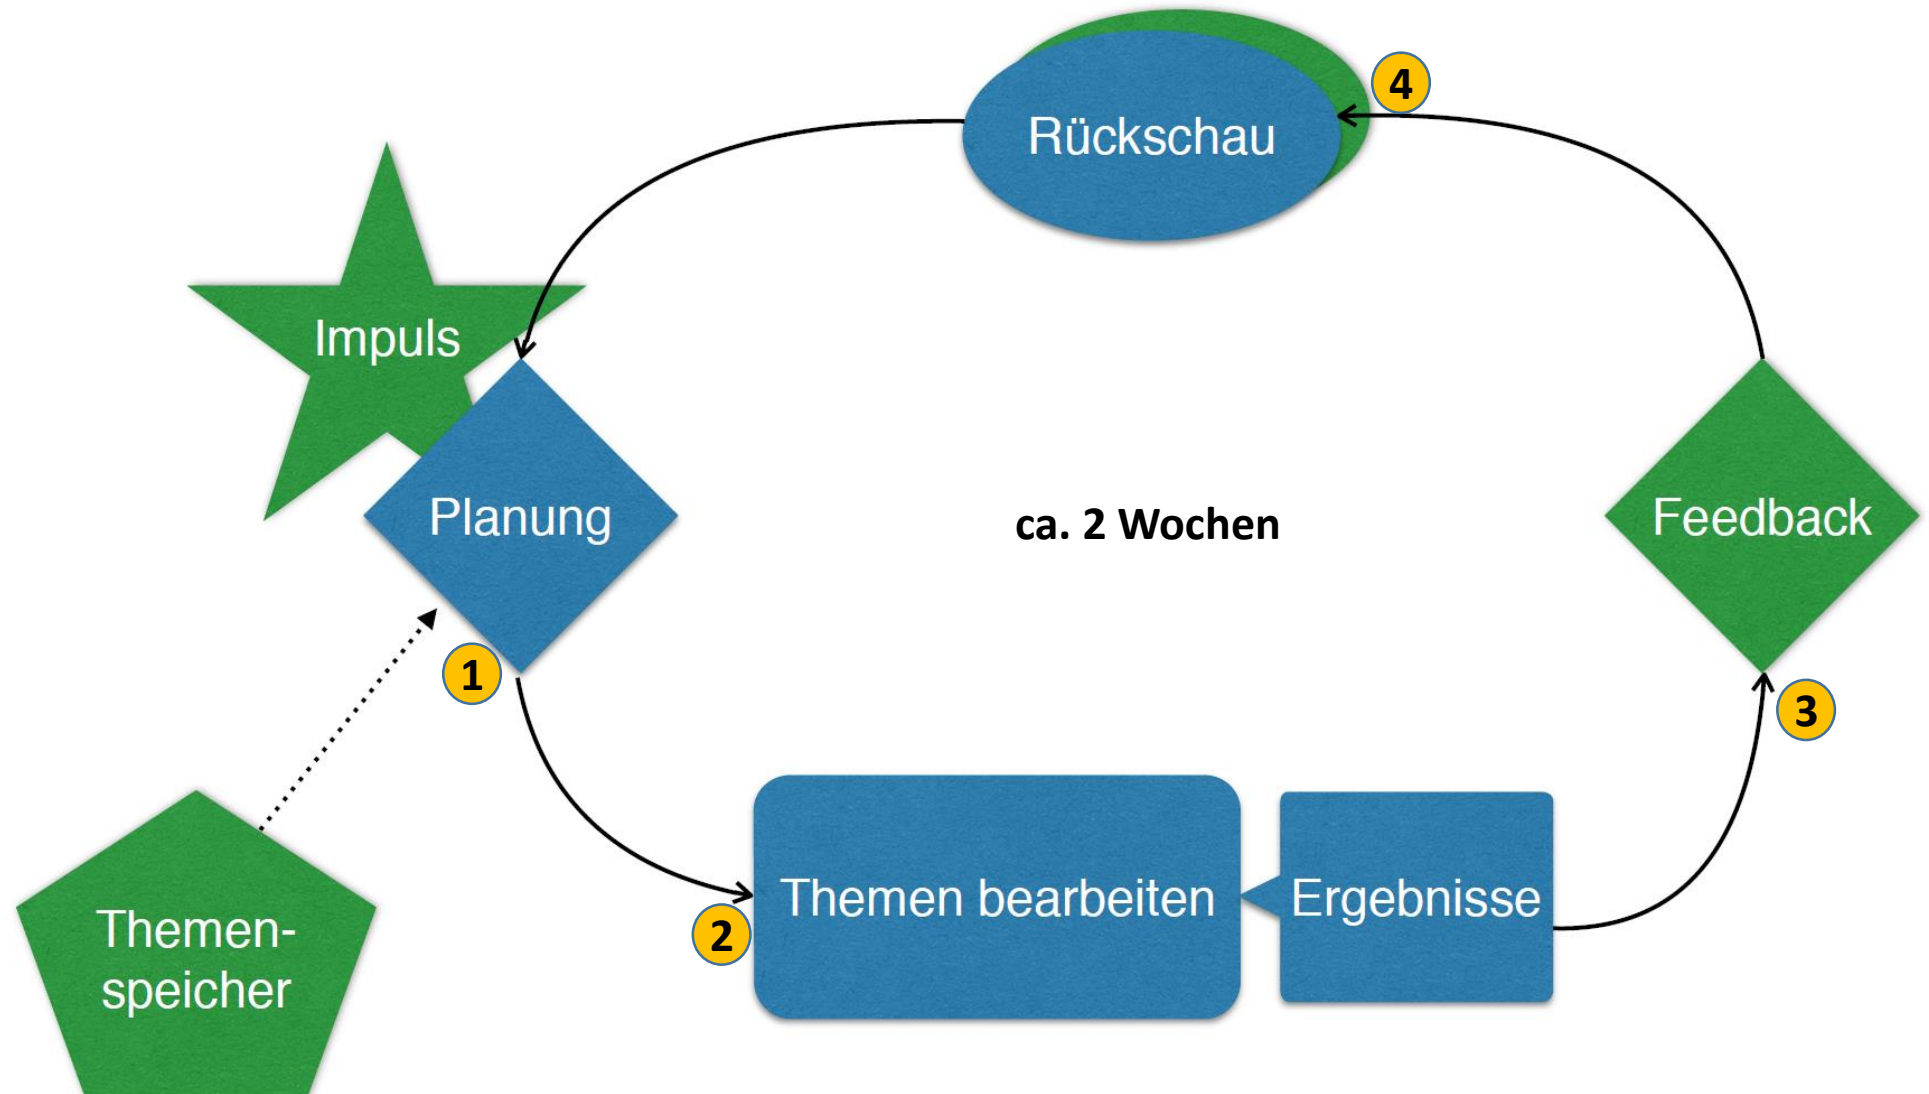 Rückschau
4
Impuls
Planung
ca. 2 Wochen
Feedback
1
3
Themen bearbeiten
Ergebnisse
2
Themen-
speicher